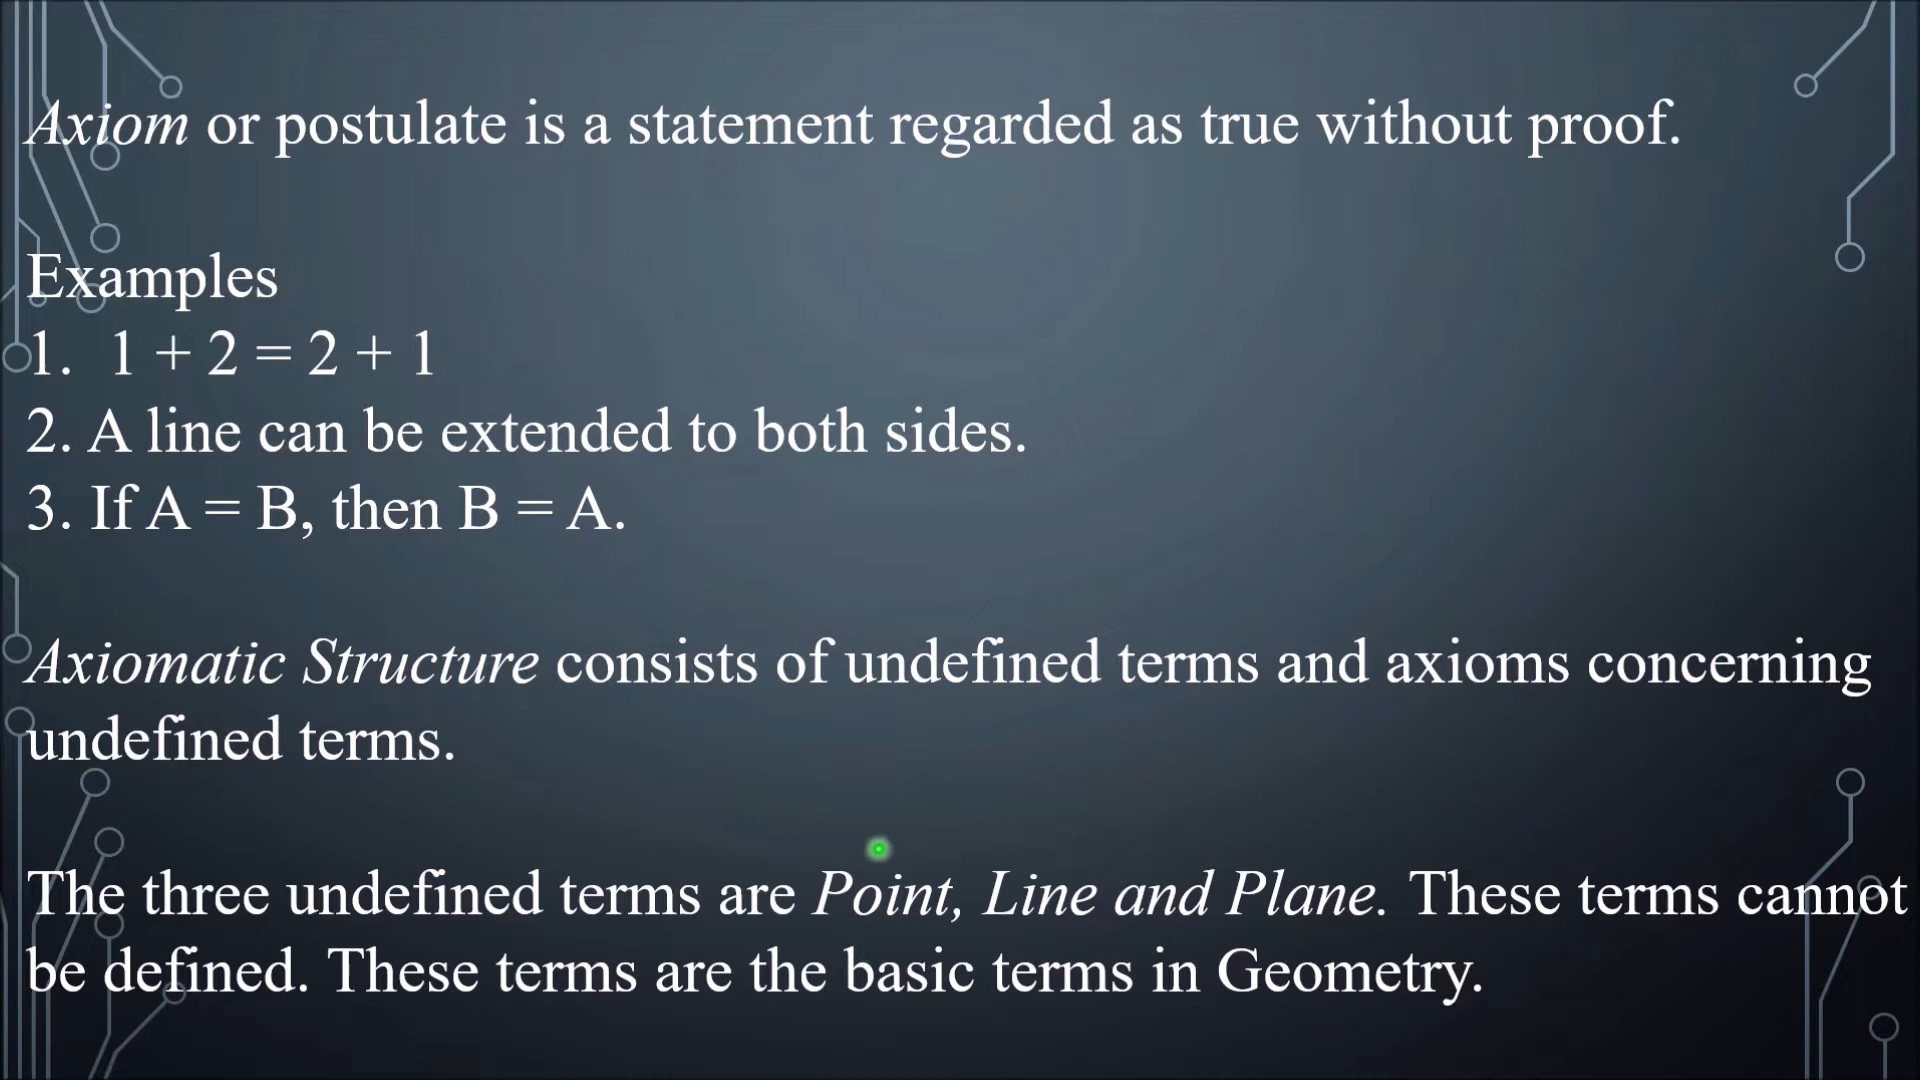 Axiom or postulate is a statement regarded as true without proof.
Examples
1. 1 + 2 = 2 + 1
2. A line can be extended to both sides.
3. If A = B, then B = A.
Axiomatic Structure consists of undefined terms and axioms concerning
undefined terms.
The three undefined terms are Point, Line and Plane. These terms cannot
be defined. These terms are the basic terms in Geometry.